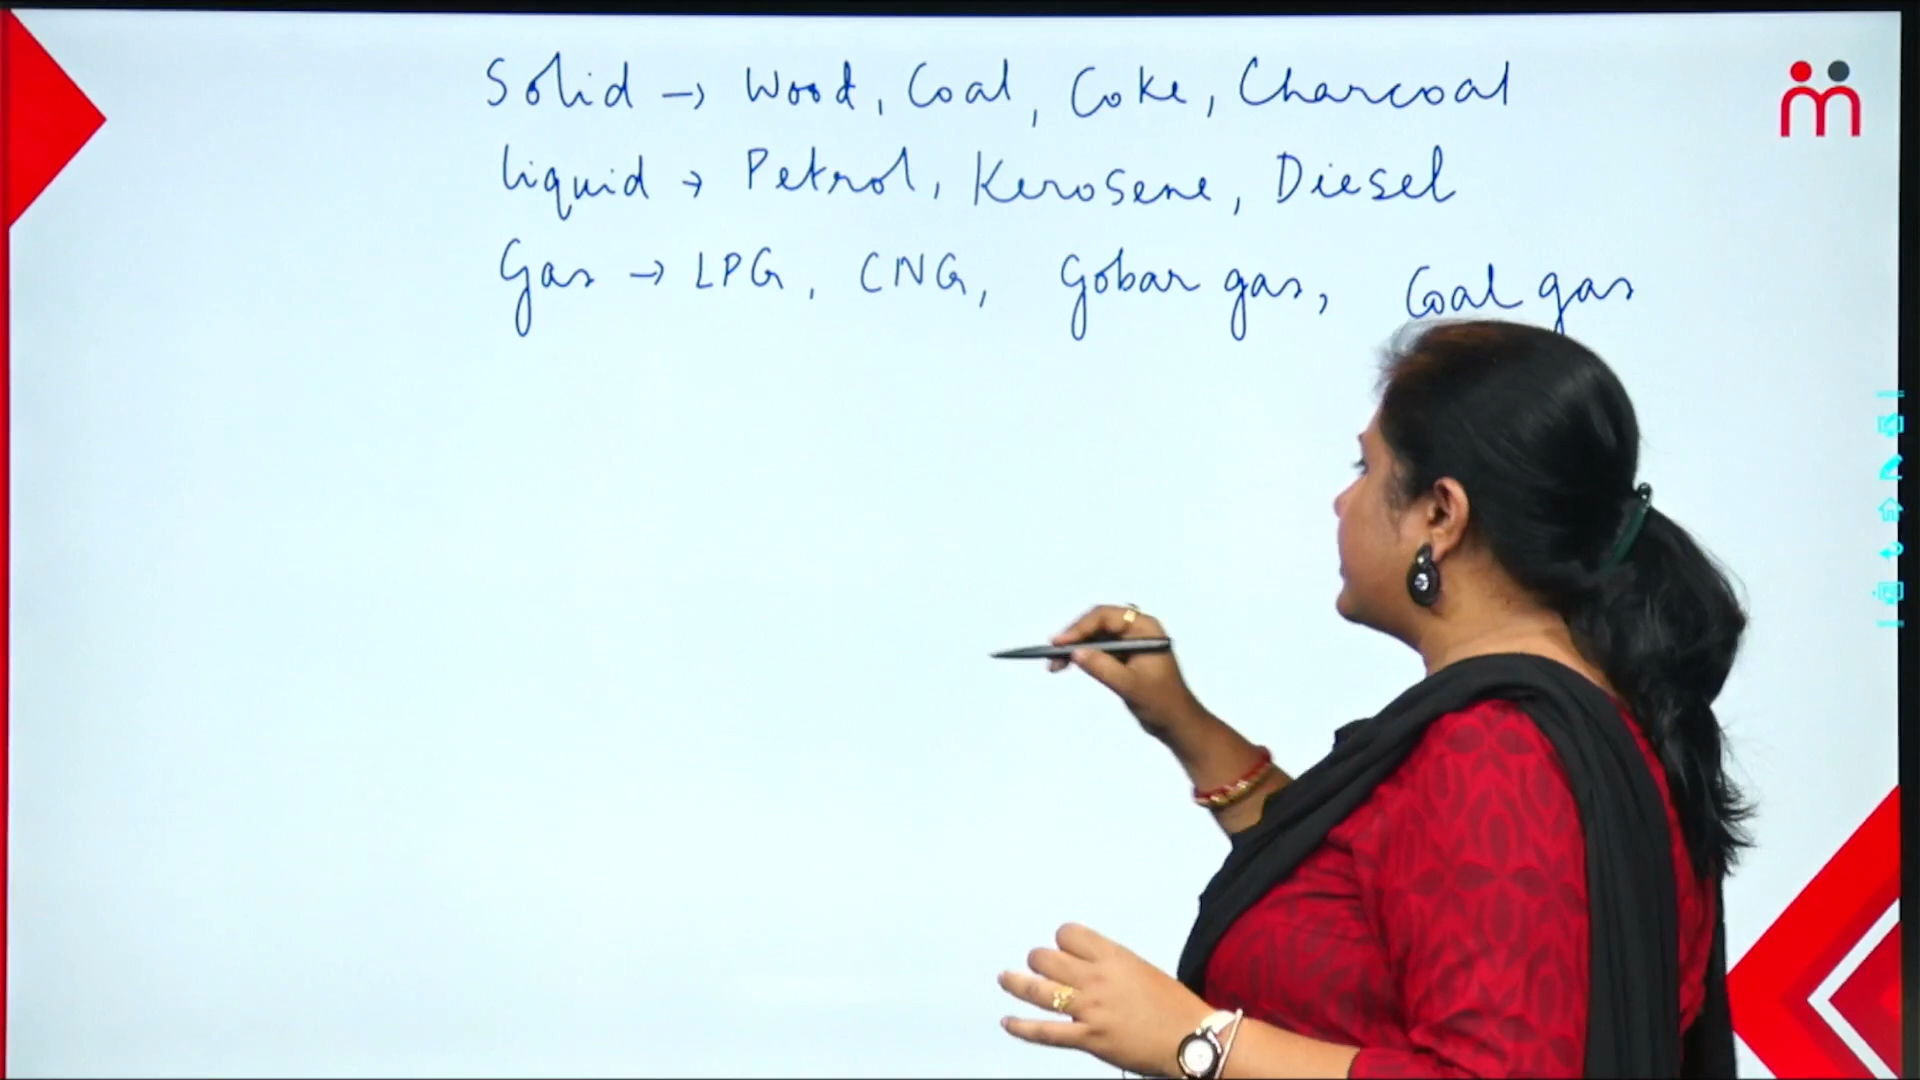 Solid → Wood, Coal, Coke, Charcoal
liquid → Petrol, Kerosene, Diesel
Gas → LPG, CNG, Gobar gas, Coal gas